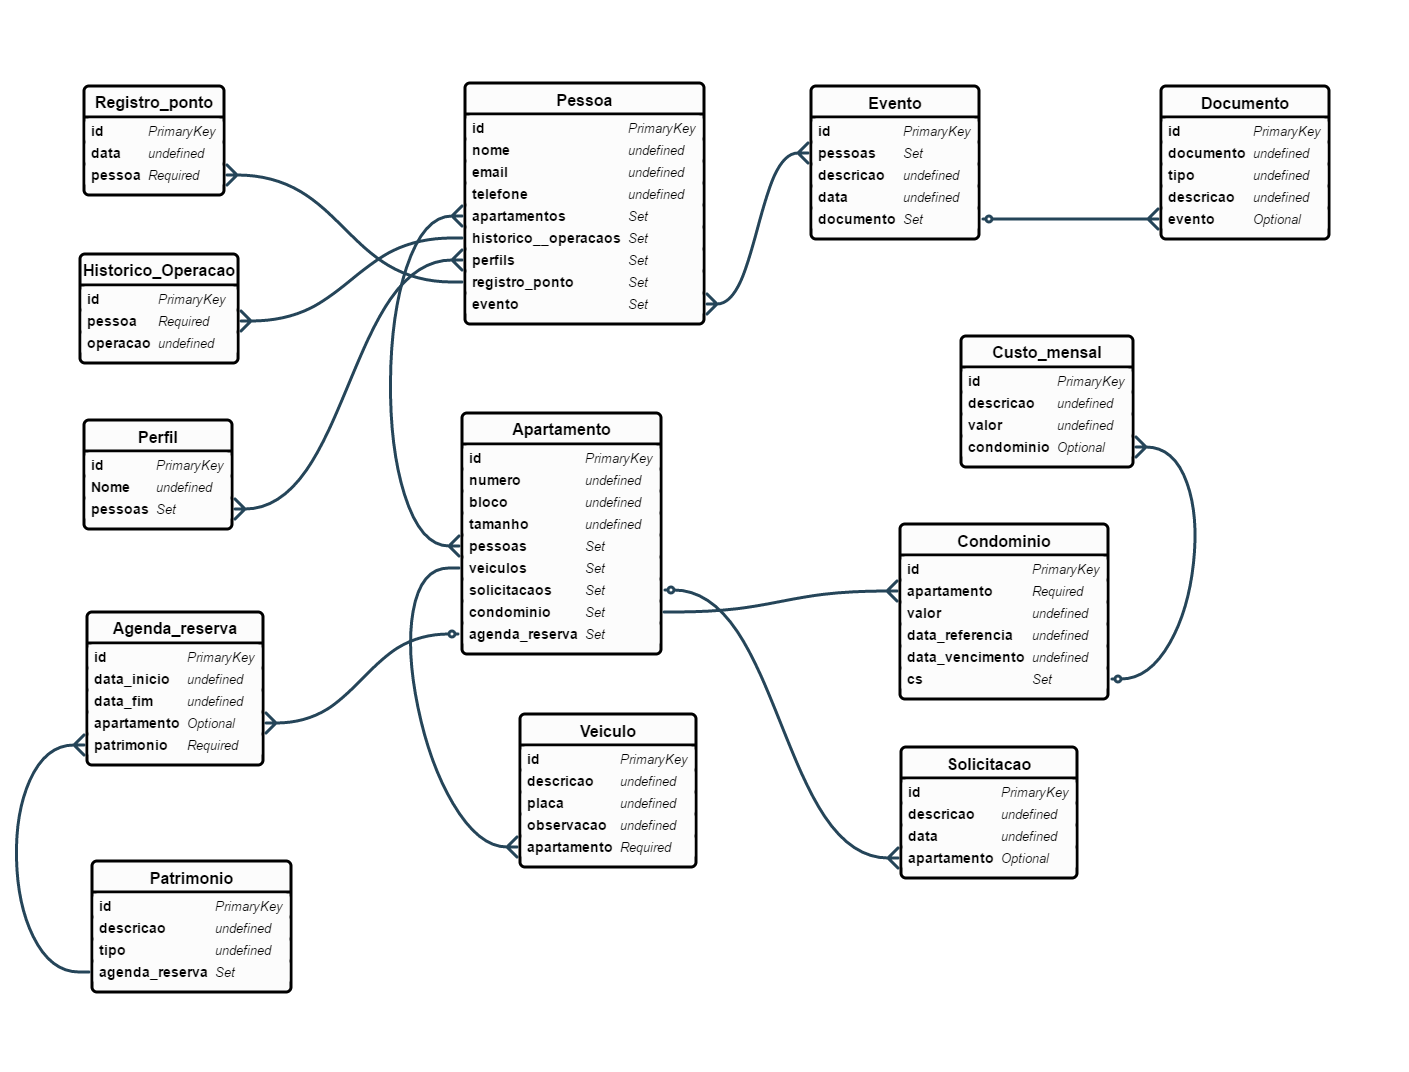 Registro_ponto
id PrimaryKey
data undefined
pessoa Required
Pessoa
id PrimaryKey
nome undefined
email undefined
telefone undefined
apartamentos Set
historico__operacaos Set
perfils Set
registro_ponto Set
evento Set
Evento
id PrimaryKey
pessoas Set
descricao undefined
data undefined
documento Set
Documento
id PrimaryKey
documento undefined
tipo undefined
descricao undefined
evento Optional
Historico_Operacao
id PrimaryKey
pessoa Required
operacao undefined
Custo_mensal
id PrimaryKey
descricao undefined
valor undefined
condominio Optional
Perfil
id PrimaryKey
Nome undefined
pessoas Set
Apartamento
id PrimaryKey
numero undefined
bloco undefined
tamanho undefined
pessoas Set
veiculos Set
solicitacaos Set
condominio Set
agenda_reserva Set
Condominio
id PrimaryKey
apartamento Required
valor undefined
data_referencia undefined
data_vencimento undefined
cs Set
Agenda_reserva
id PrimaryKey
data_inicio undefined
data_fim undefined
apartamento Optional
patrimonio Required
Veiculo
id PrimaryKey
descricao undefined
placa undefined
observacao undefined
apartamento Required
Solicitacao
id PrimaryKey
descricao undefined
data undefined
apartamento Optional
Patrimonio
id PrimaryKey
descricao undefined
tipo undefined
agenda_reserva Set